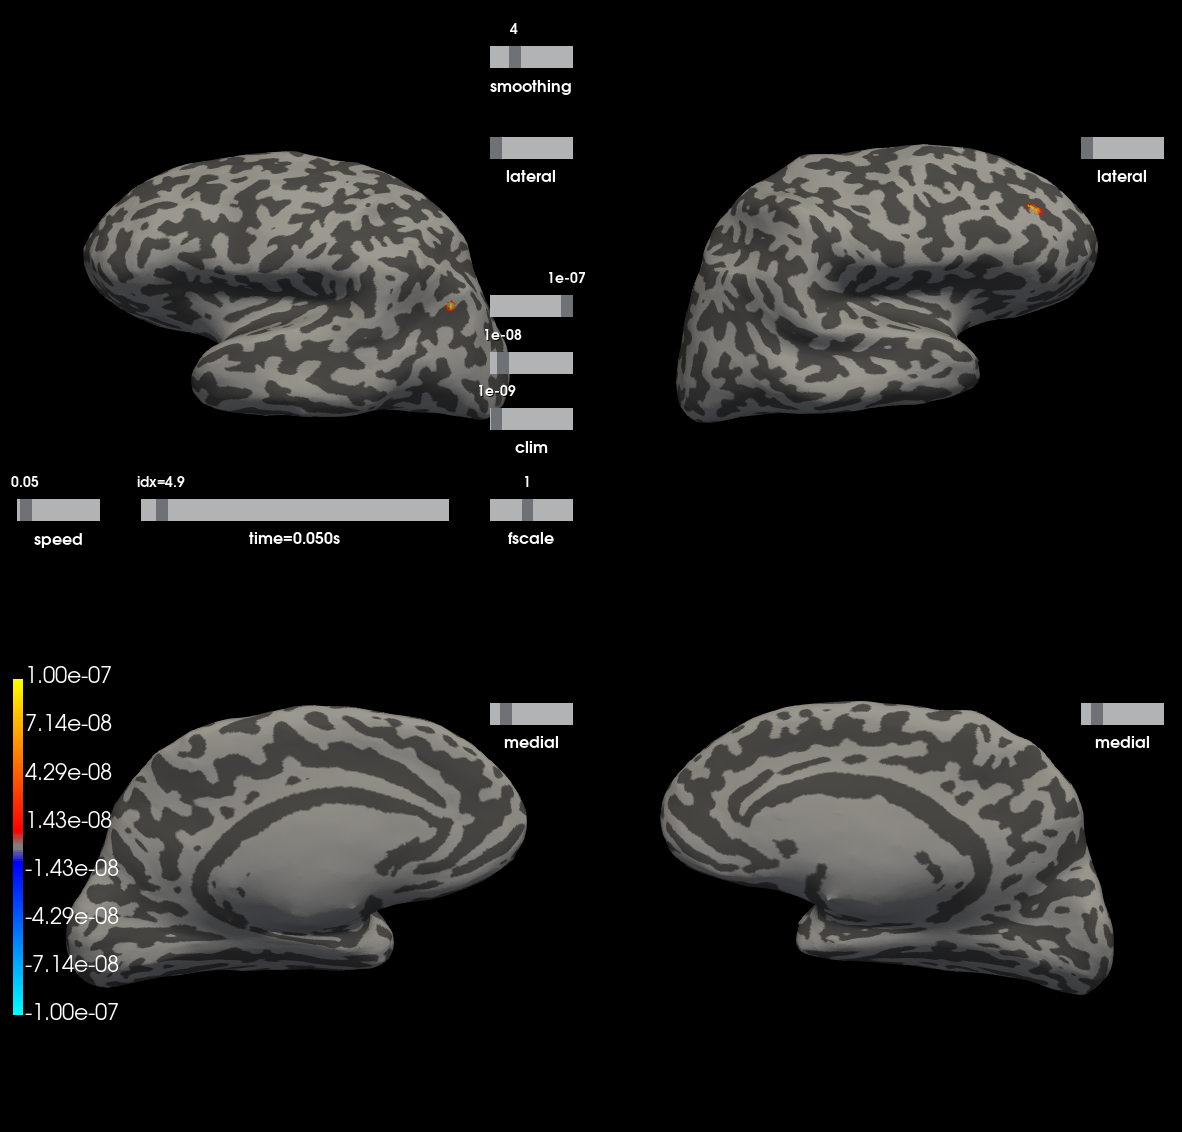 4
smoothing
lateral
lateral
1e-07
1e-08
1e-09
clim
0.05
speed
idx=4.9
time=0.050s
1
fscale
1.00e-07
7.14e-08
4.29e-08
1.43e-08
-1.43e-08
-4.29e-08
-7.14e-08
-1.00e-07
medial
medial